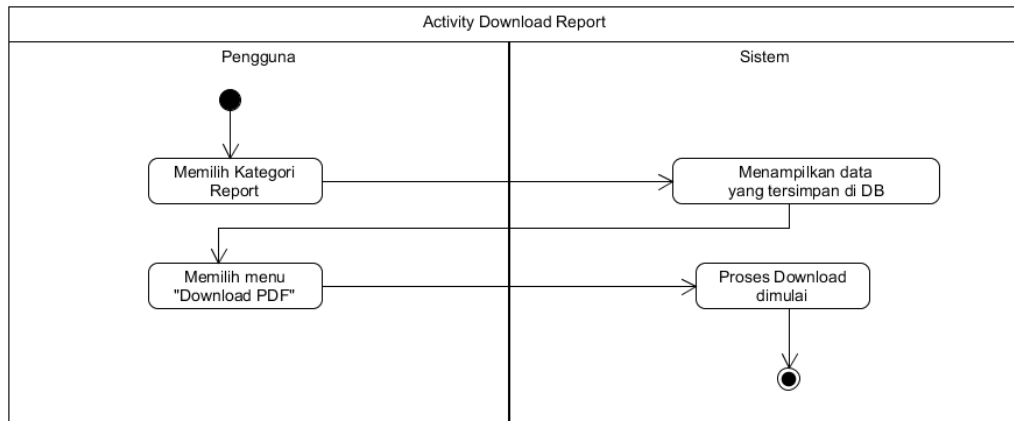 Activity Download Report
Pengguna
Sistem
Memilih Kategori
Report
Menampilkan data
yang tersimpan di DB
Memilih menu
"Download PDF"
Proses Download
dimulai